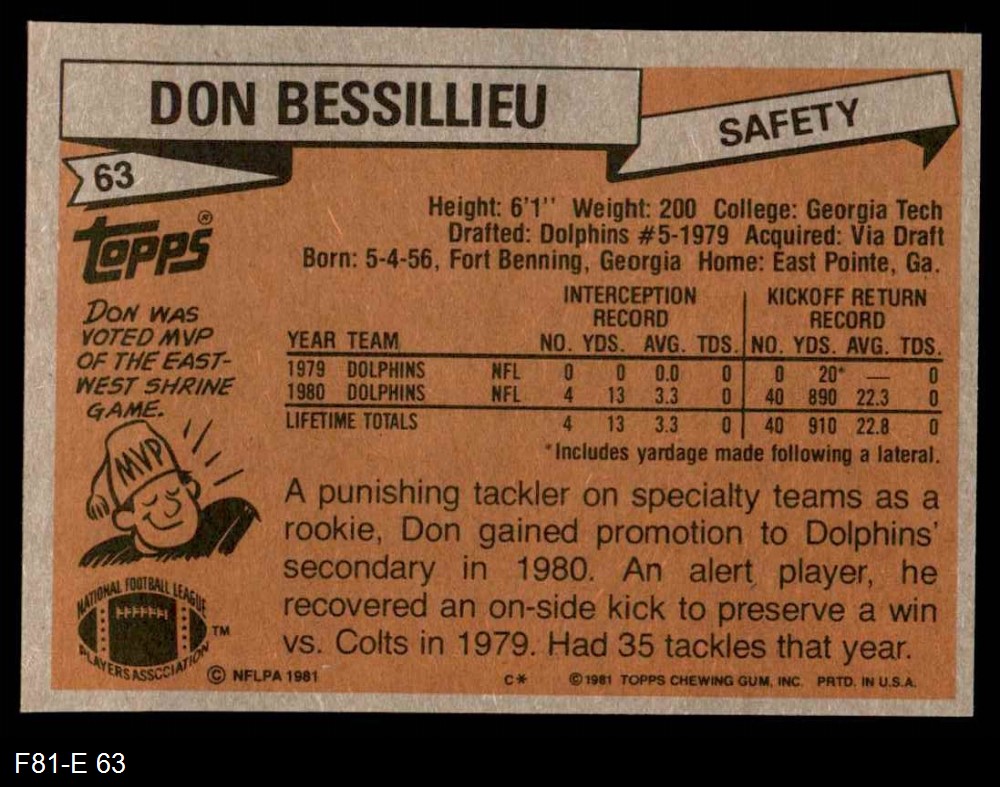 DON BESSILLIEU
SAFETY
63
Topps®
Height: 6'1'' Weight: 200 College: Georgia Tech
Drafted: Dolphins #5-1979 Acquired: Via Draft
Born: 5-4-56, Fort Benning, Georgia Home: East Pointe, Ga.
DON WAS
VOTED MVP
OF THE EAST-
WEST SHRINE
GAME.
MVP
INTERCEPTION KICKOFF RETURN
RECORD RECORD
YEAR TEAM NO. YDS. AVG. TDS. NO. YDS. AVG. TDS.
1979 DOLPHINS NFL 0 0 0.0 0 0 20* — 0
1980 DOLPHINS NFL 4 13 3.3 0 40 890 22.3 0
LIFETIME TOTALS 4 13 3.3 0 40 910 22.8 0
*Includes yardage made following a lateral.
A punishing tackler on specialty teams as a
rookie, Don gained promotion to Dolphins'
secondary in 1980. An alert player, he
recovered an on-side kick to preserve a win
vs. Colts in 1979. Had 35 tackles that year.
NATIONAL FOOTBALL LEAGUE
PLAYERS ASSOCIATION
TM
© NFLPA 1981
C*
©1981 TOPPS CHEWING GUM, INC. PRTD. IN U.S.A.
F81-E 63